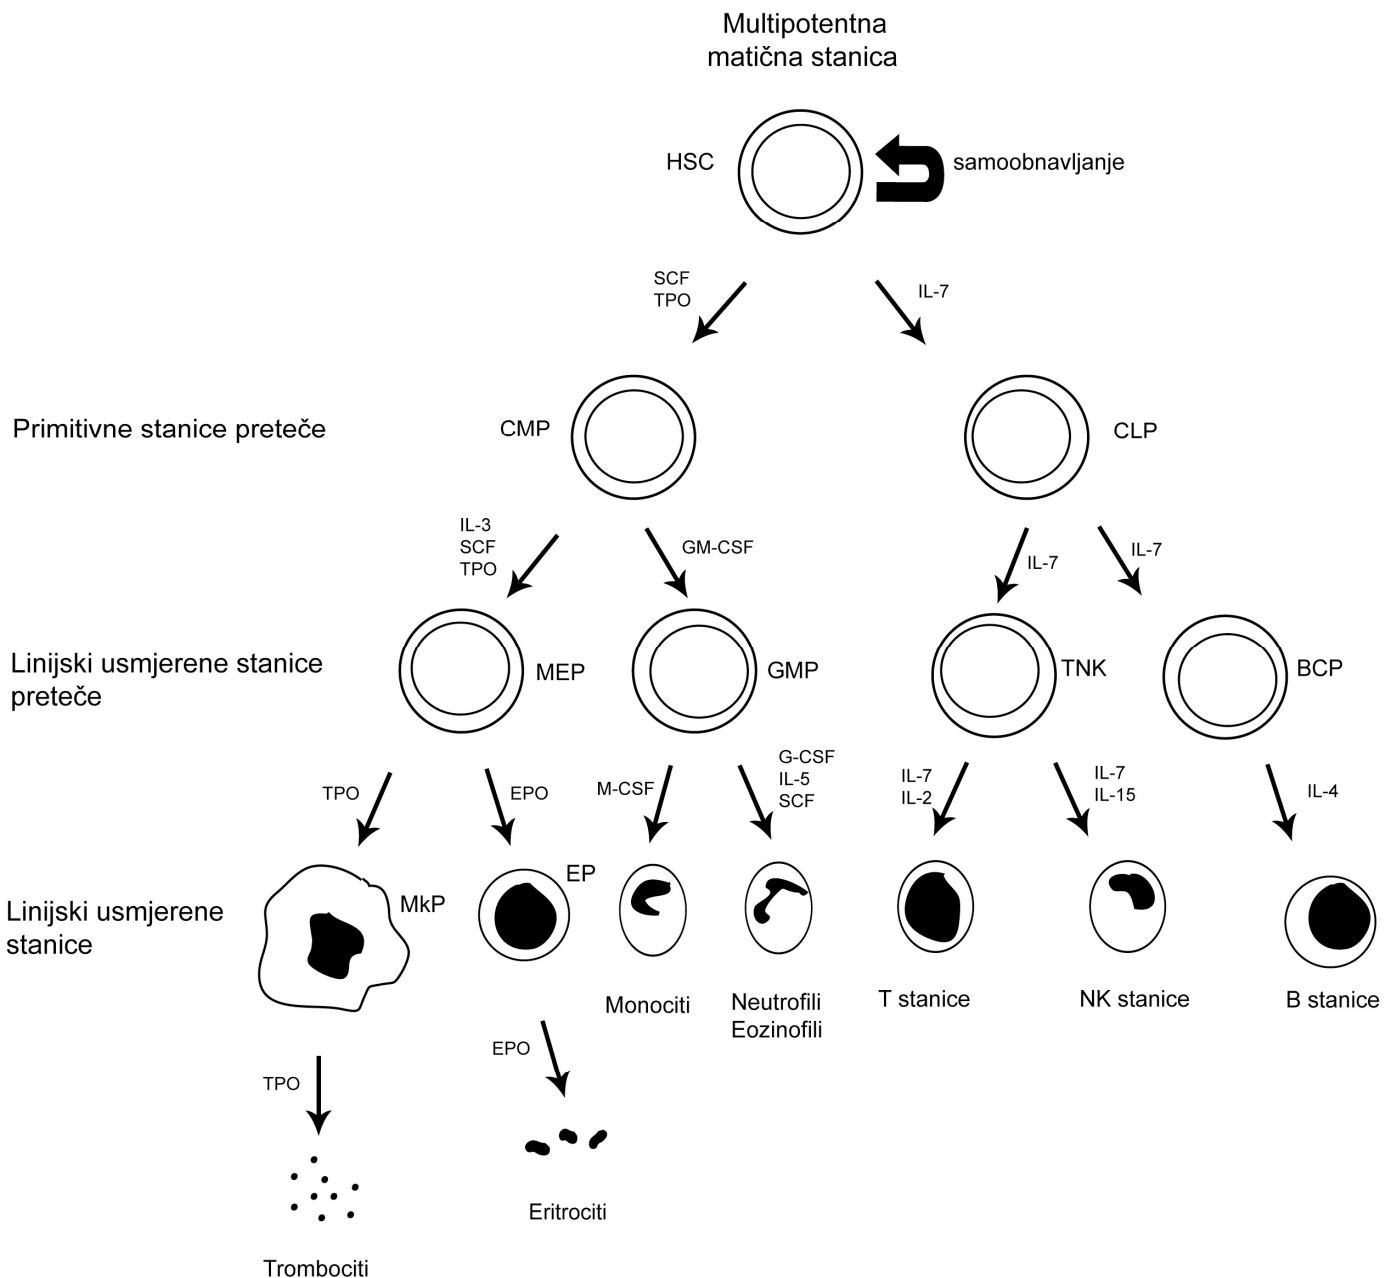 Multipotentna
matična stanica
HSC
samoobnavljanje
SCF
TPO
IL-7
Primitivne stanice preteče
CMP
CLP
IL-3
SCF
TPO
GM-CSF
IL-7
IL-7
Linijski usmjerene stanice
preteče
MEP
GMP
TNK
BCP
TPO
EPO
M-CSF
G-CSF
IL-5
SCF
IL-7
IL-2
IL-7
IL-15
IL-4
Linijski usmjerene
stanice
MkP
EP
Monociti
Neutrofili
Eozinofili
T stanice
NK stanice
B stanice
TPO
EPO
Trombociti
Eritrociti